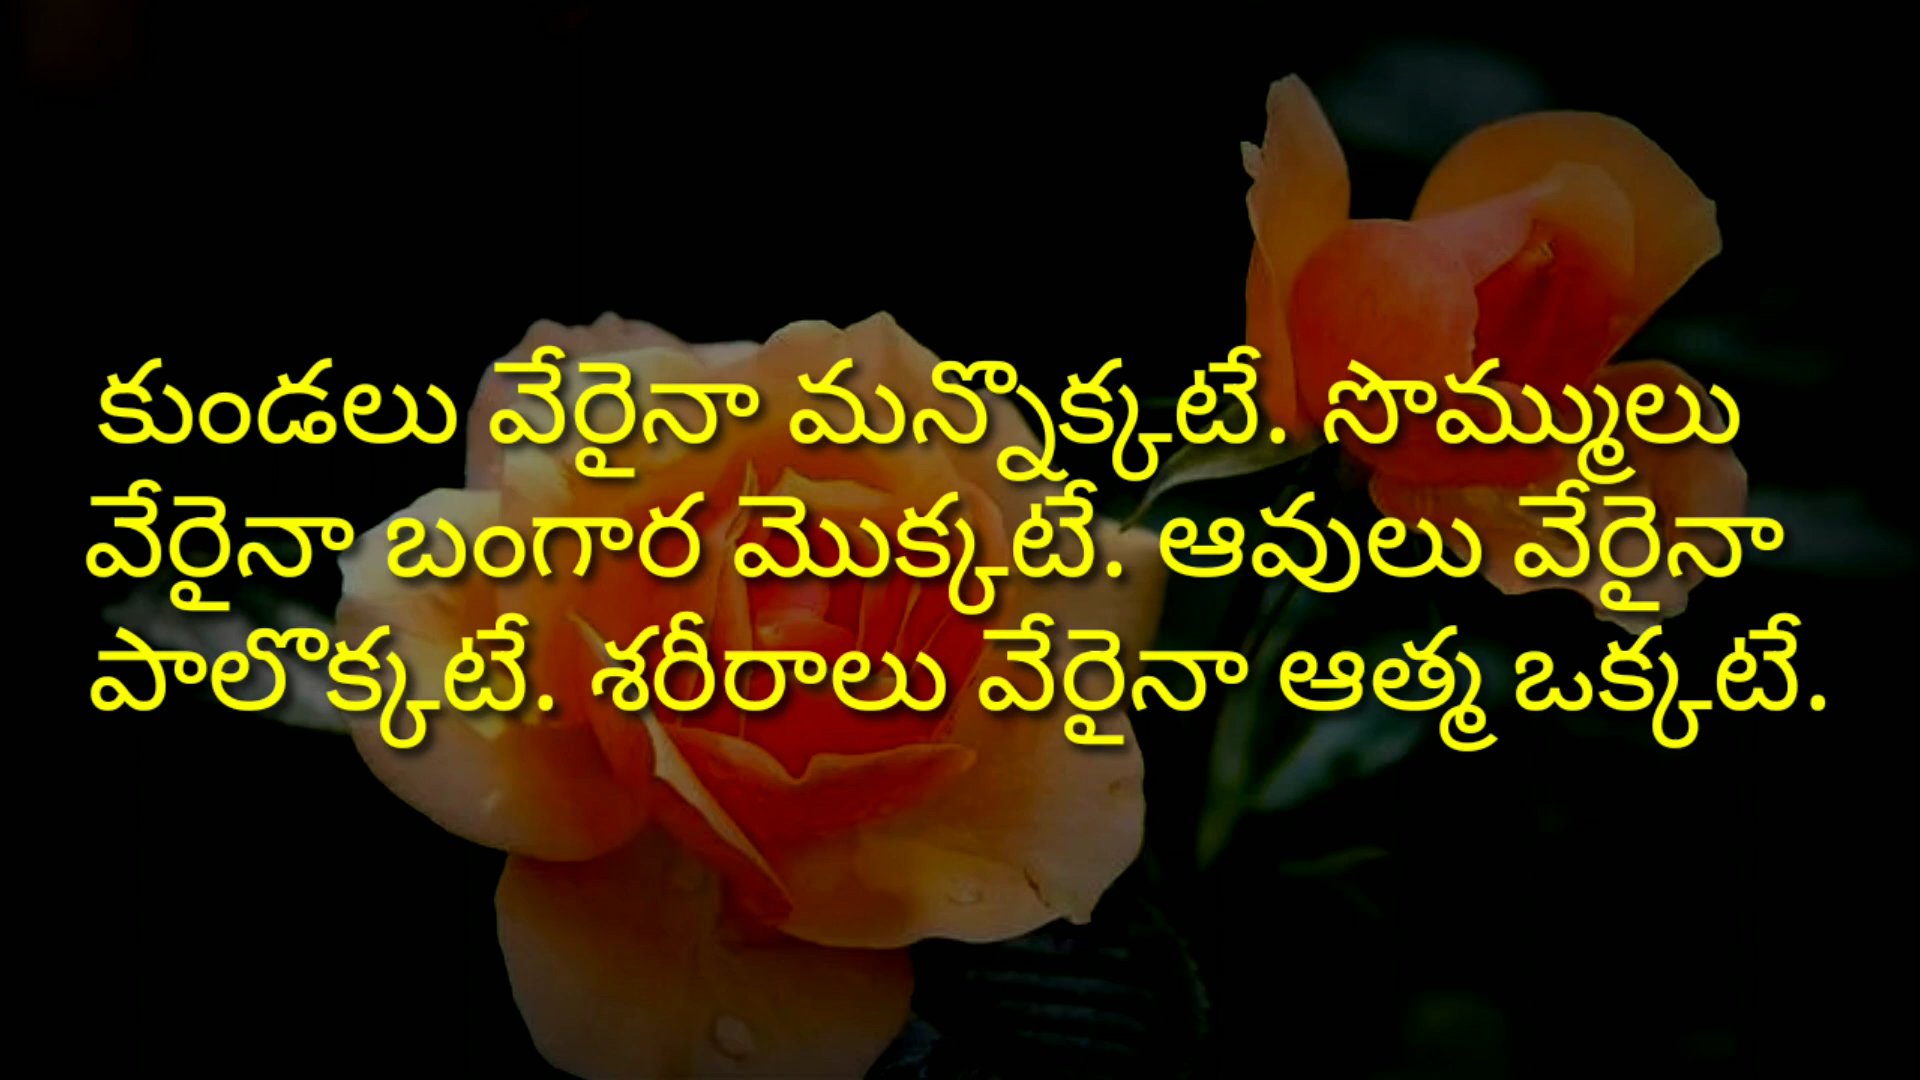 కుండలు వేరైనా మన్నొక్కటే. సొమ్ములు
వేరైనా బంగార మొక్కటే. ఆవులు వేరైనా
పాలొక్కటే. శరీరాలు వేరైనా ఆత్మ ఒక్కటే.